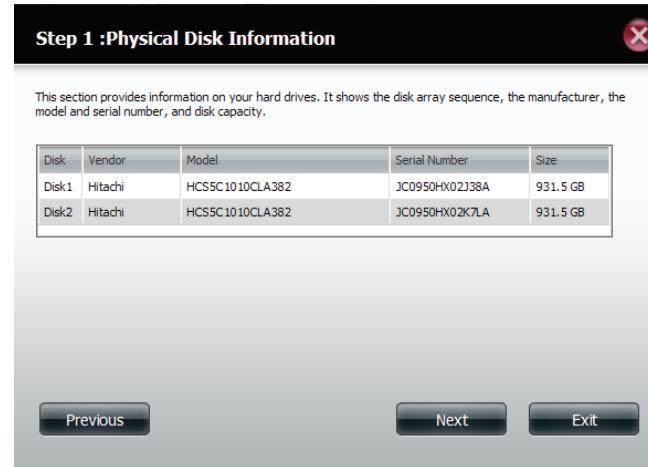 Step 1 :Physical Disk Information
This section provides information on your hard drives. It shows the disk array sequence, the manufacturer, the
model and serial number, and disk capacity.
Disk Vendor Model Serial Number Size
Disk1 Hitachi HCS5C1010CLA382 JC0950HX02J38A 931.5 GB
Disk2 Hitachi HCS5C1010CLA382 JC0950HX02K7LA 931.5 GB
Previous Next Exit